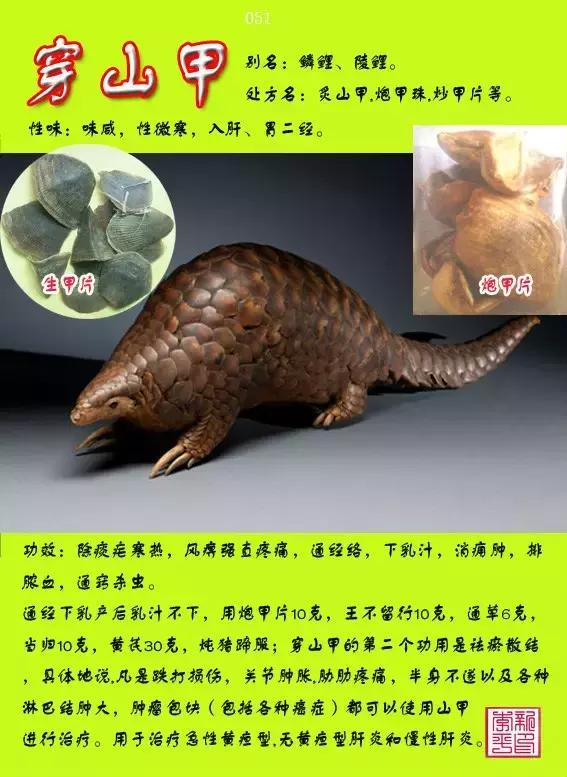 051
穿山甲
别名：鳞鲤、陵鲤。
处方名：炙山甲,炮甲珠,炒甲片等。
性味：味咸，性微寒，入肝、胃二经。
生甲片
炮甲片
功效：除痰疟寒热，风痹强直疼痛，通经络，下乳汁，消痈肿，排
脓血，通窍杀虫。
通经下乳产后乳汁不下，用炮甲片10克，王不留行10克，通草6克，
当归10克，黄芪30克，炖猪蹄服；穿山甲的第二个功用是祛瘀散结
，具体地说,凡是跌打损伤，关节肿胀,胁肋疼痛，半身不遂以及各种
淋巴结肿大，肿瘤包块（包括各种癌症）都可以使用山甲
进行治疗。用于治疗急性黄疸型,无黄疸型肝炎和慢性肝炎。